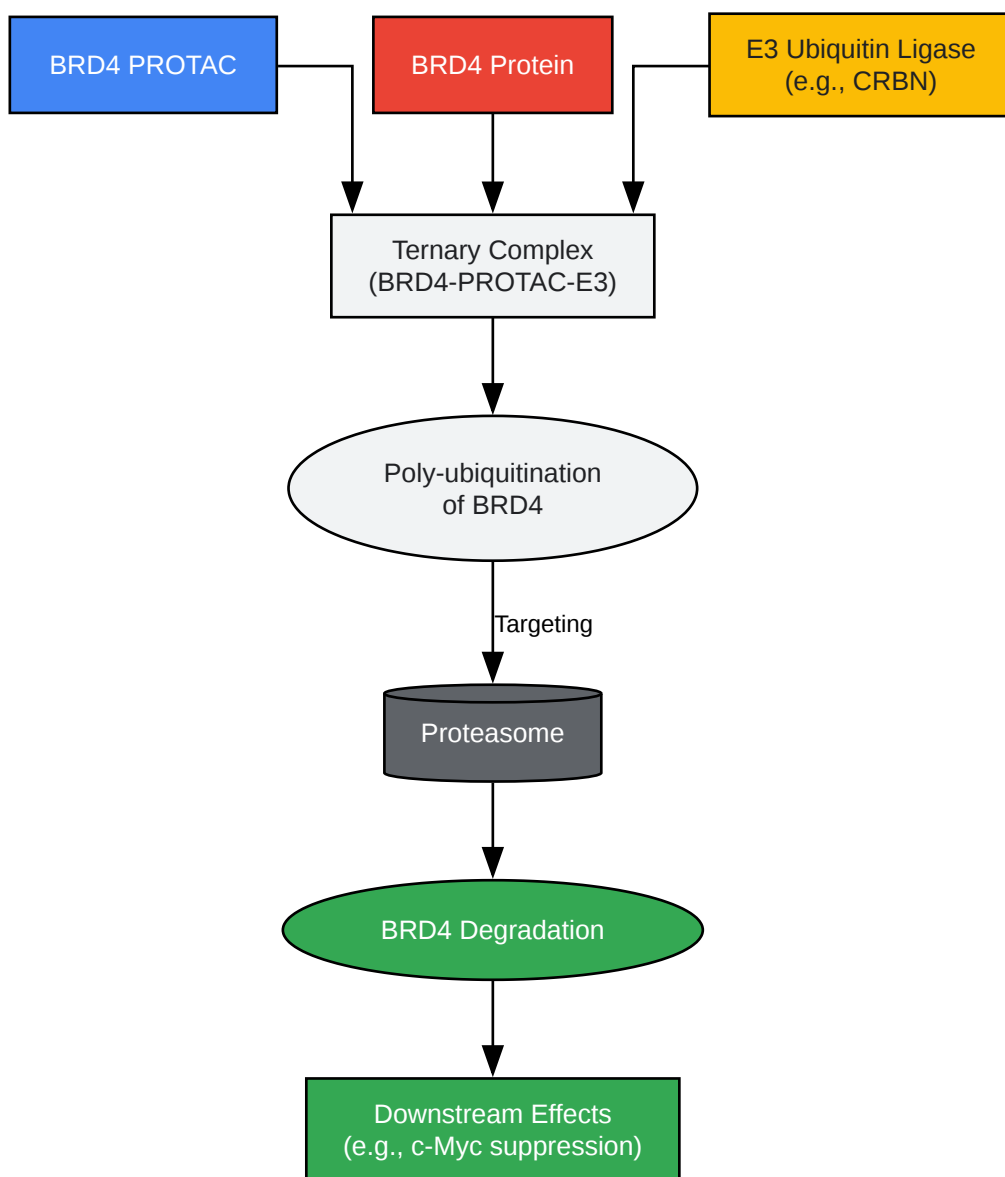 BRD4 PROTAC
BRD4 Protein
E3 Ubiquitin Ligase
(e.g., CRBN)
Ternary Complex
(BRD4-PROTAC-E3)
Poly-ubiquitination
of BRD4
Targeting
Proteasome
BRD4 Degradation
Downstream Effects
(e.g., c-Myc suppression)